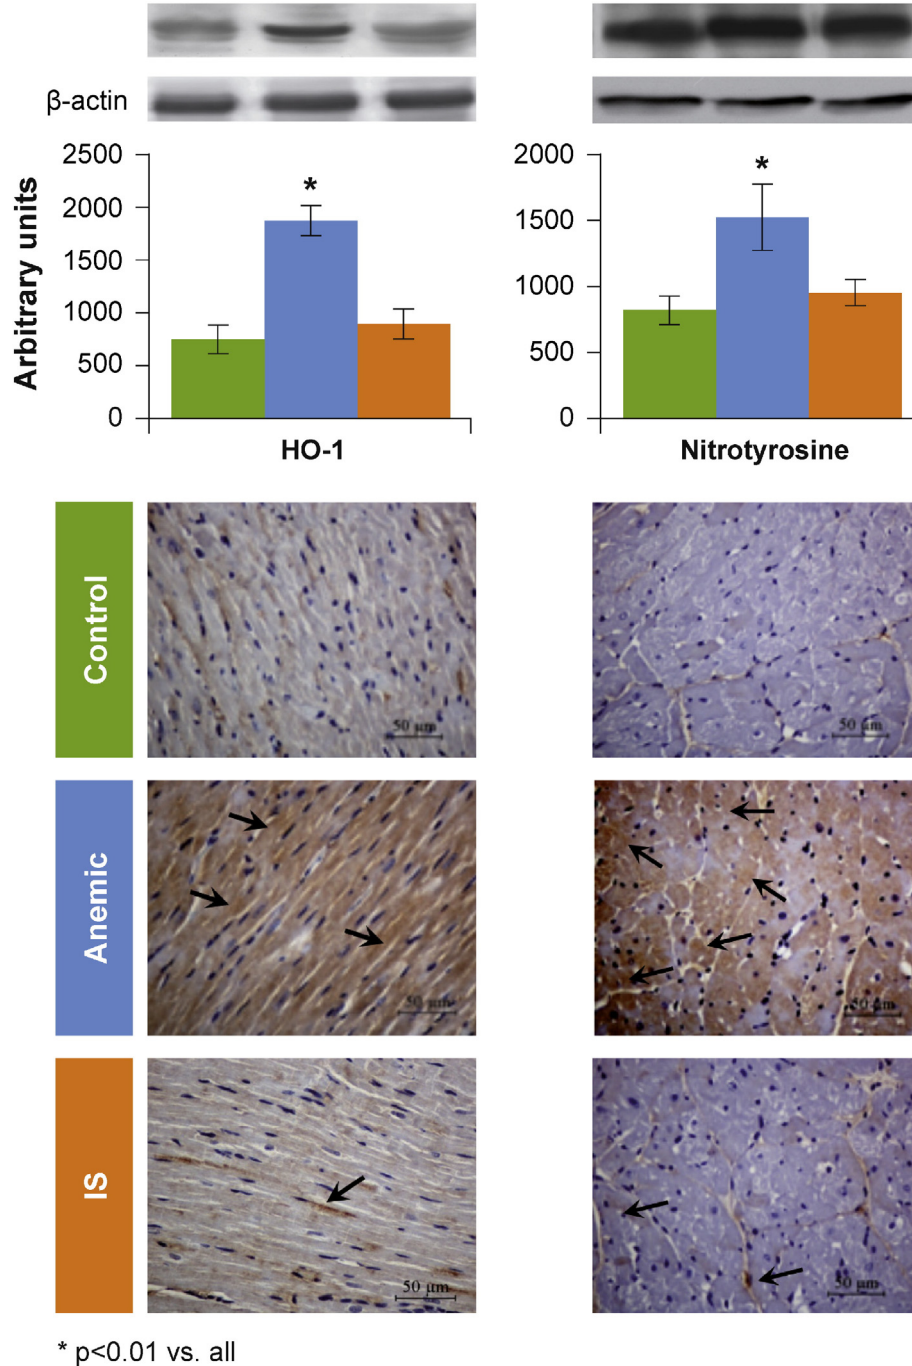 β-actin
Arbitrary units
2500
2000
1500
1000
500
0
*
HO-1
2000
1500
1000
500
0
*
Nitrotyrosine
Control
50 µm
50 µm
Anemic
50 µm
50 µm
IS
50 µm
50 µm
* p<0.01 vs. all